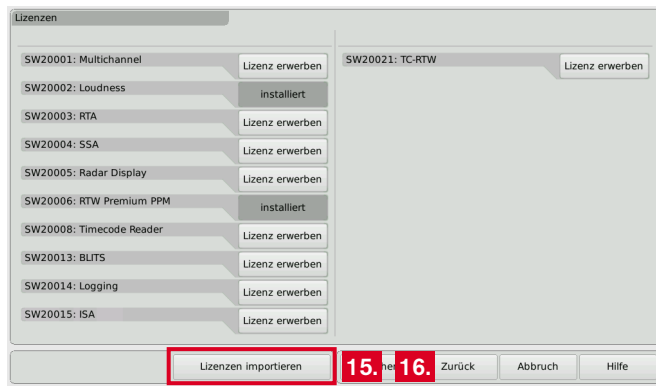 Lizenzen
SW20001: Multichannel
Lizenz erwerben
SW20002: Loudness
installiert
SW20003: RTA
Lizenz erwerben
SW20004: SSA
Lizenz erwerben
SW20005: Radar Display
Lizenz erwerben
SW20006: RTW Premium PPM
installiert
SW20008: Timecode Reader
Lizenz erwerben
SW20013: BLITS
Lizenz erwerben
SW20014: Logging
Lizenz erwerben
SW20015: ISA
Lizenz erwerben
SW20021: TC-RTW
Lizenz erwerben
Lizenzen importieren
15.
16.
Zurück
Abbruch
Hilfe